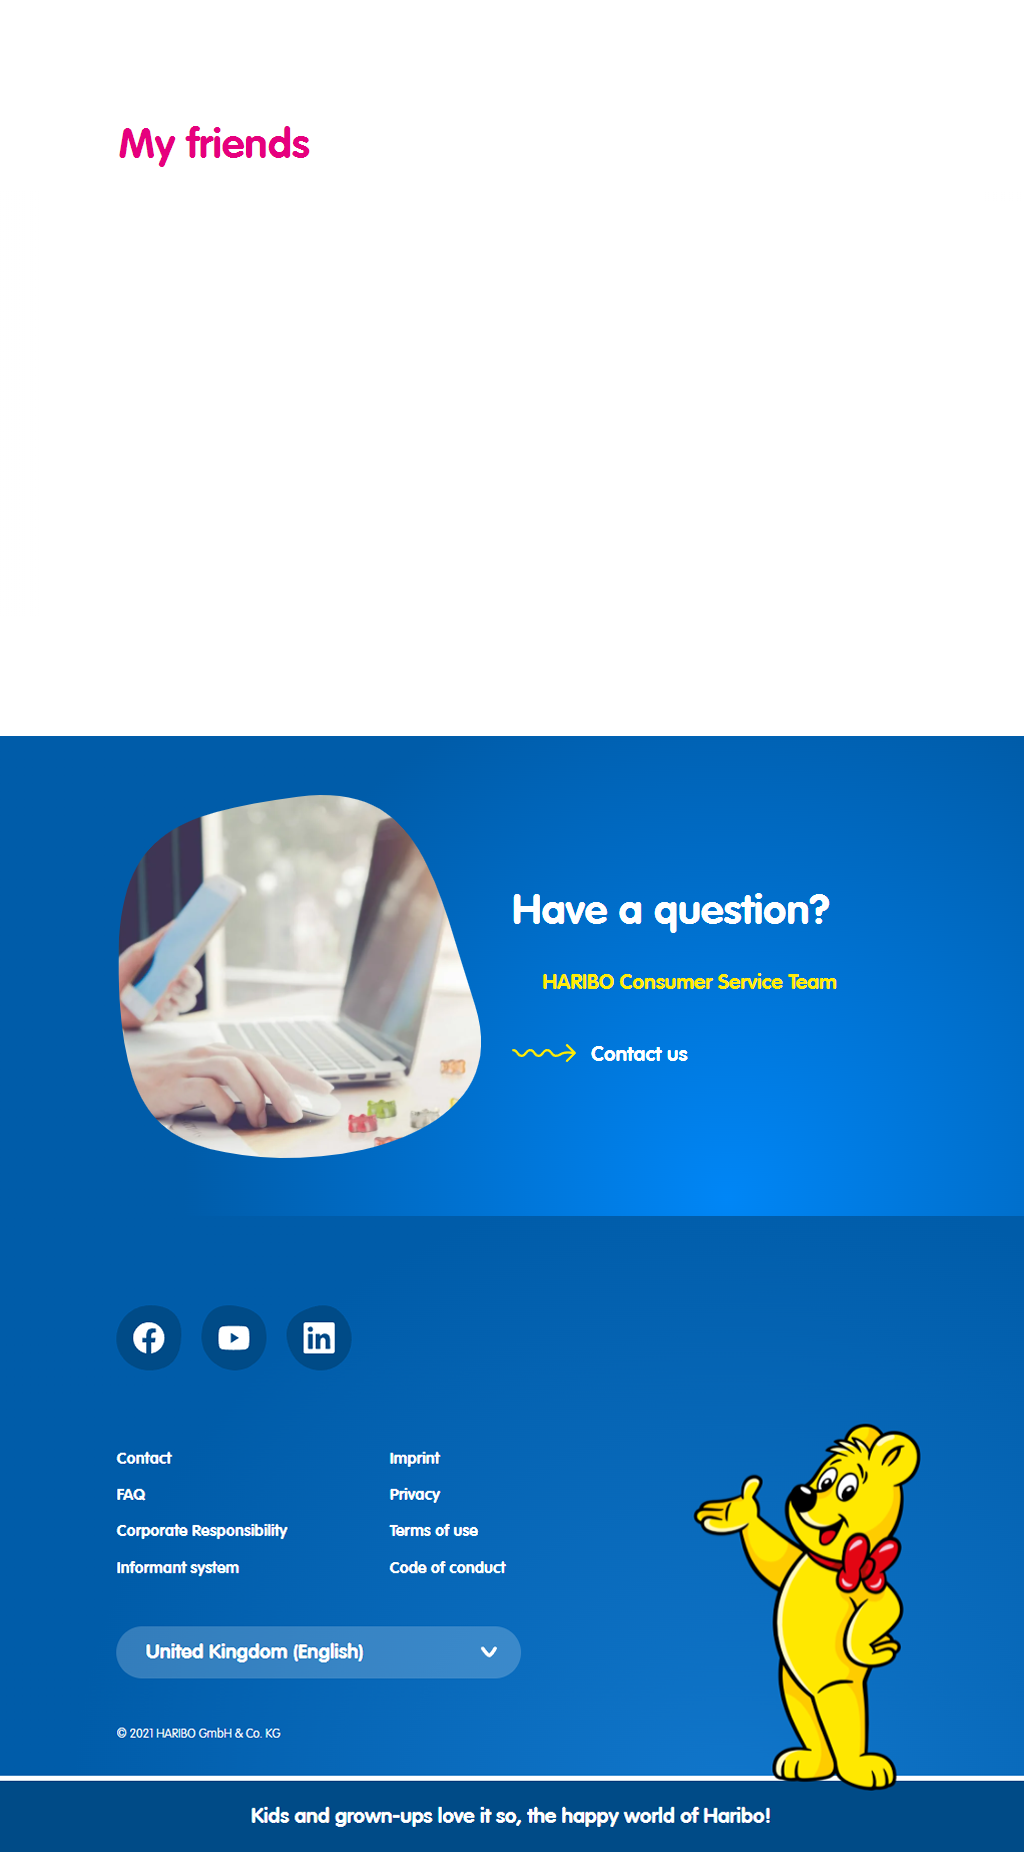 My friends
Have a question?
HARIBO Consumer Service Team
Contact us
Contact
FAQ
Corporate Responsibility
Informant system
Imprint
Privacy
Terms of use
Code of conduct
United Kingdom (English)
© 2021 HARIBO GmbH & Co. KG
Kids and grown-ups love it so, the happy world of Haribo!